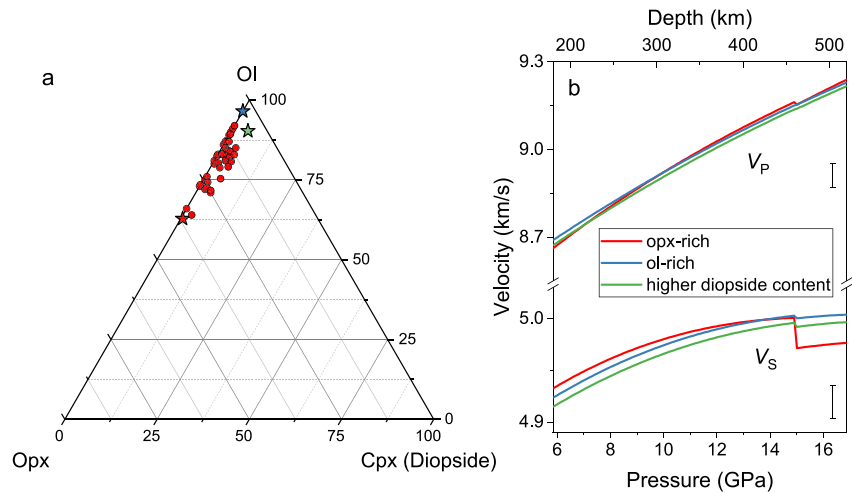 a
Ol
100
75
50
25
0
0
25
50
75
100
Opx
Cpx (Diopside)
Depth (km)
200
300
400
500
b
9.3
9.0
8.7
5.0
4.9
Velocity (km/s)
VP
opx-rich
ol-rich
higher diopside content
VS
6
8
10
12
14
16
Pressure (GPa)